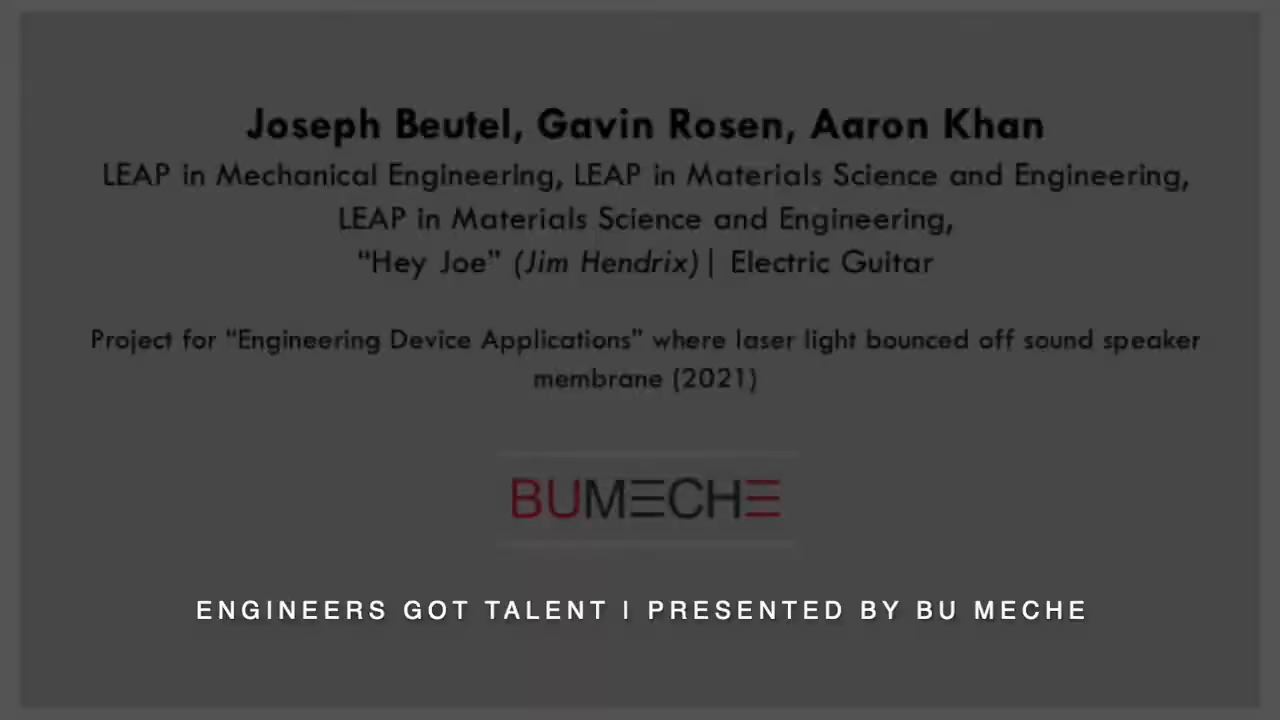 Joseph Beutel, Gavin Rosen, Aaron Khan
LEAP in Mechanical Engineering, LEAP in Materials Science and Engineering,
LEAP in Materials Science and Engineering,
“Hey Joe” (Jim Hendrix)| Electric Guitar
Project for “Engineering Device Applications” where laser light bounced off sound speaker
membrane (2021)
BUMECHE
ENGINEERS GOT TALENT | PRESENTED BY BU MECHE